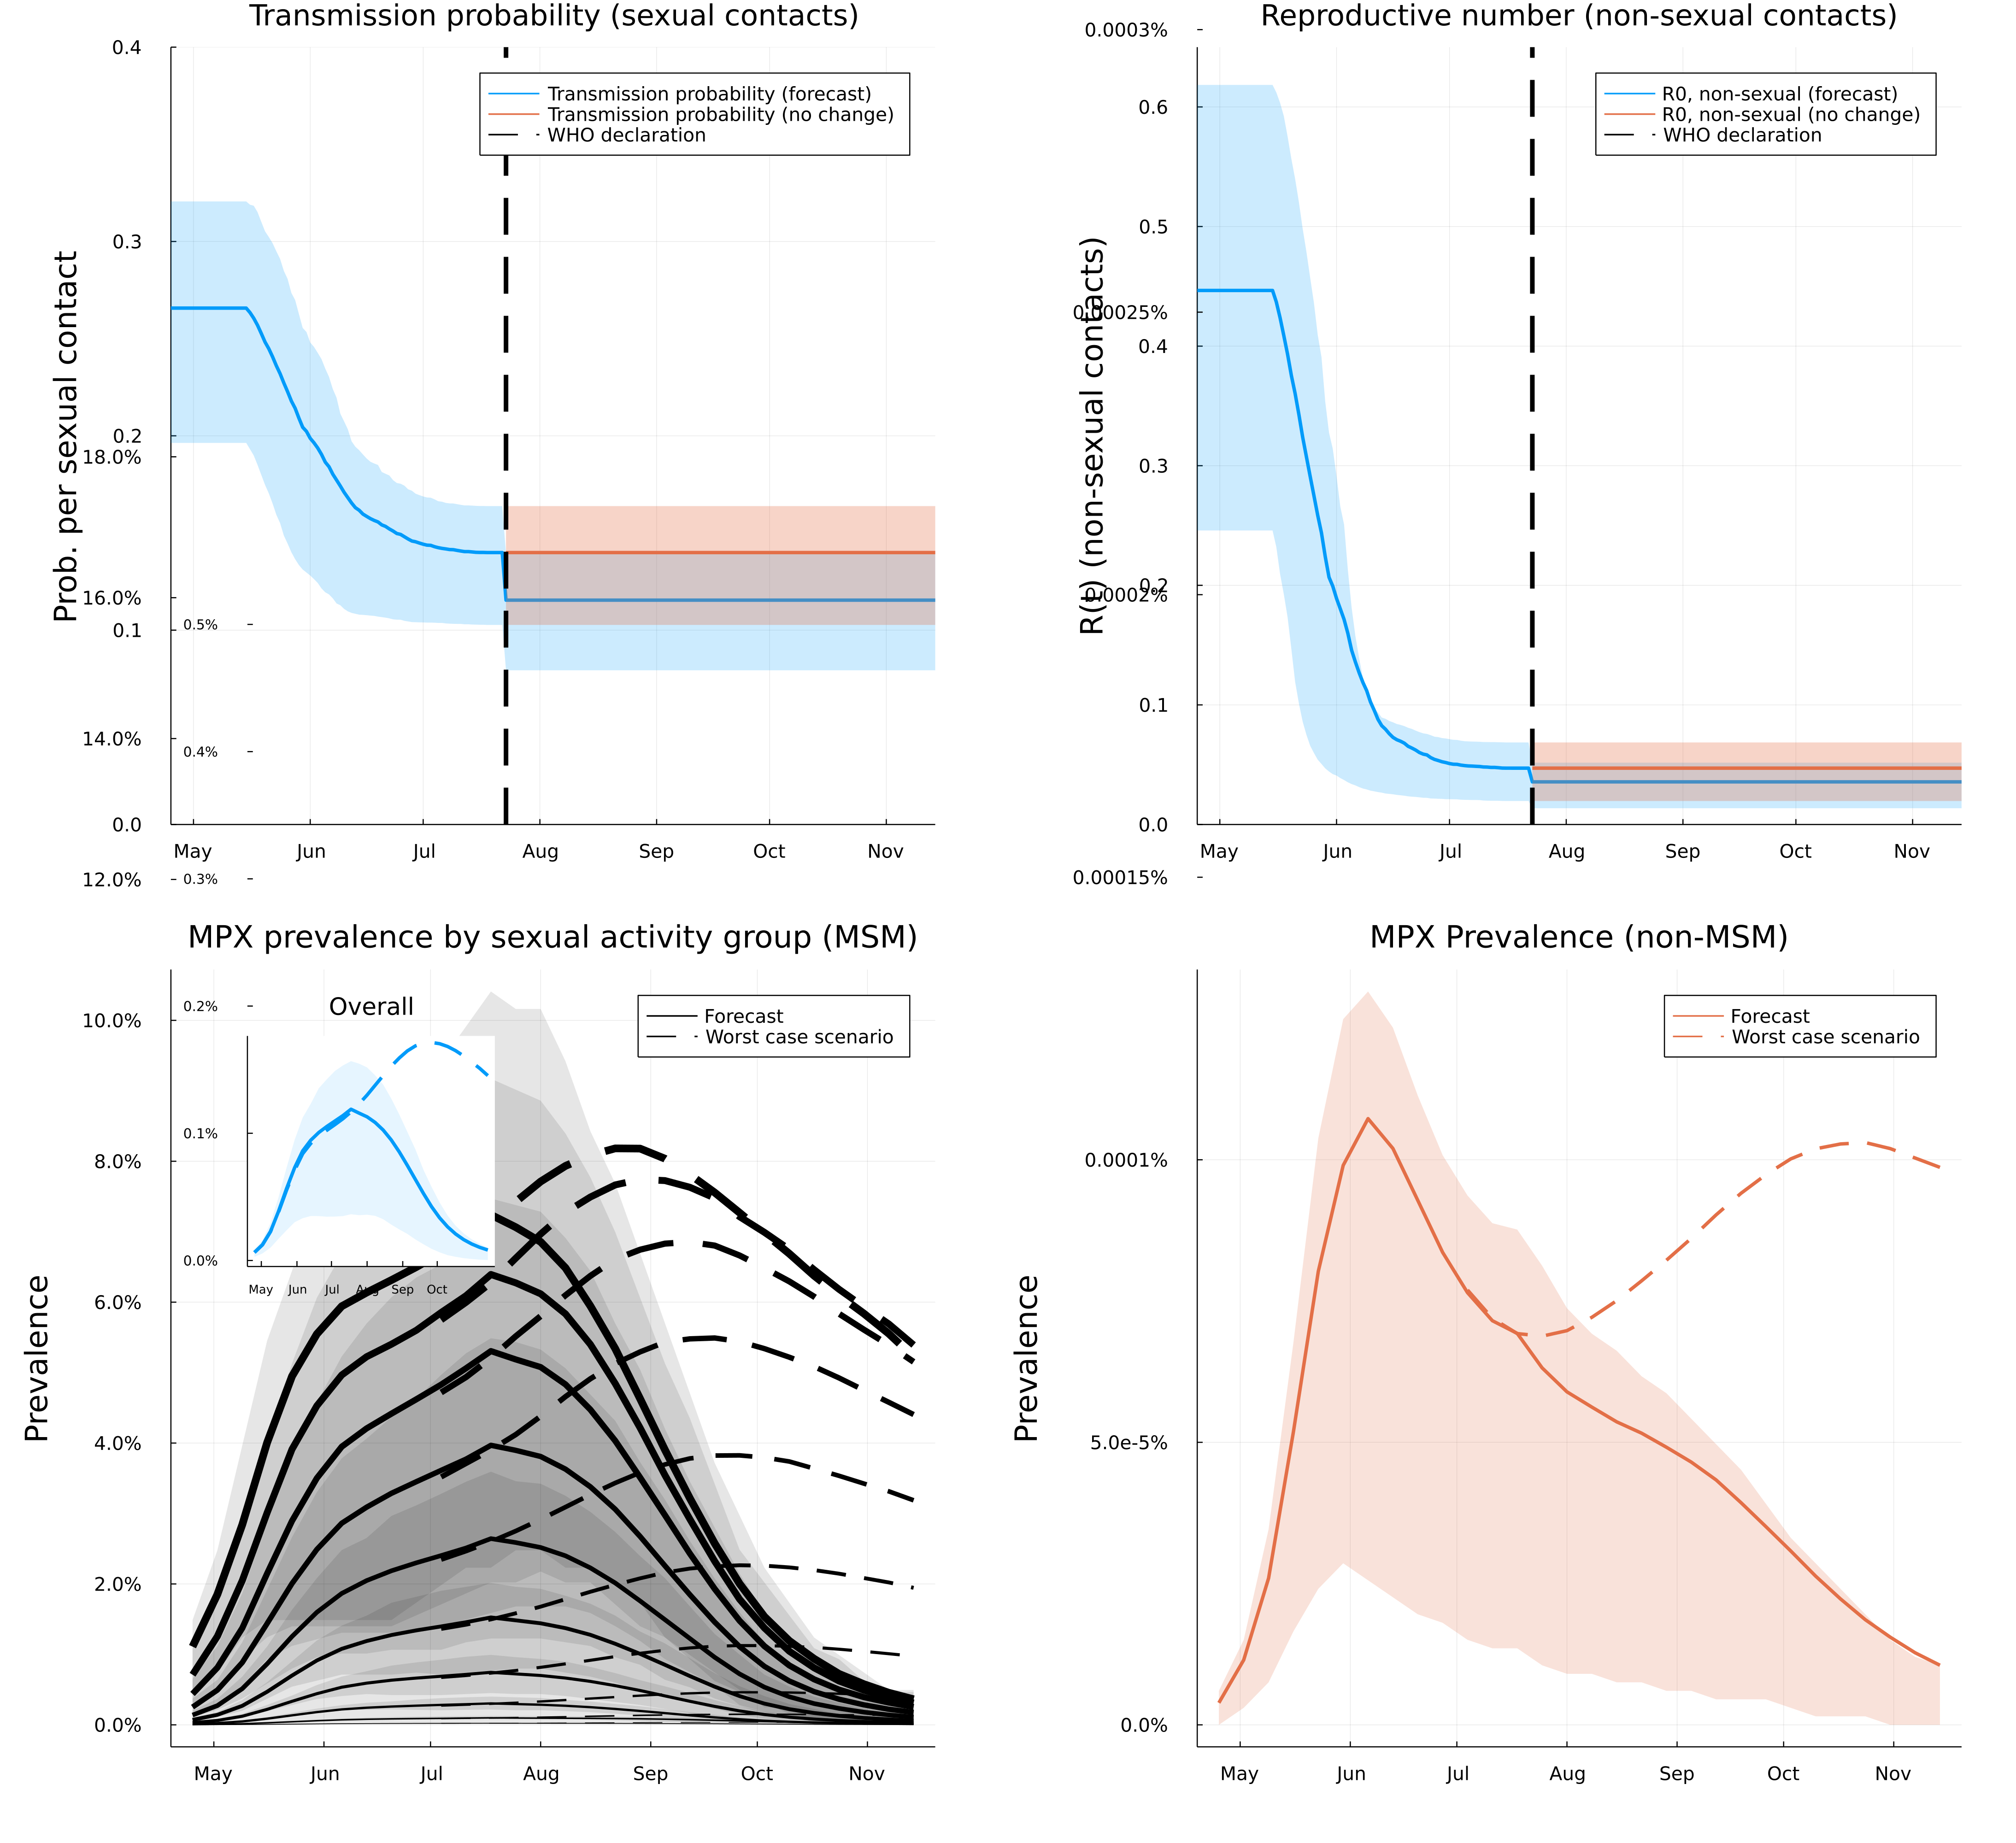 Transmission probability (sexual contacts)
0.4
0.3
0.2
18.0%
16.0%
0.1
14.0%
0.0
12.0%
0.5%
0.4%
0.3%
Prob. per sexual contact
Transmission probability (forecast)
Transmission probability (no change)
WHO declaration
May Jun Jul Aug Sep Oct Nov
Reproductive number (non-sexual contacts)
0.0003%
0.6
0.5
0.00025%
0.4
0.3
0.2
0.0002%
0.1
0.0
0.00015%
R(t) (non-sexual contacts)
R0, non-sexual (forecast)
R0, non-sexual (no change)
WHO declaration
May Jun Jul Aug Sep Oct Nov
MPX prevalence by sexual activity group (MSM)
10.0%
8.0%
6.0%
4.0%
2.0%
0.0%
Prevalence
Overall
0.2%
0.1%
0.0%
May Jun Jul Aug Sep Oct
Forecast
Worst case scenario
May Jun Jul Aug Sep Oct Nov
MPX Prevalence (non-MSM)
0.0001%
5.0e-5%
0.0%
Prevalence
Forecast
Worst case scenario
May Jun Jul Aug Sep Oct Nov